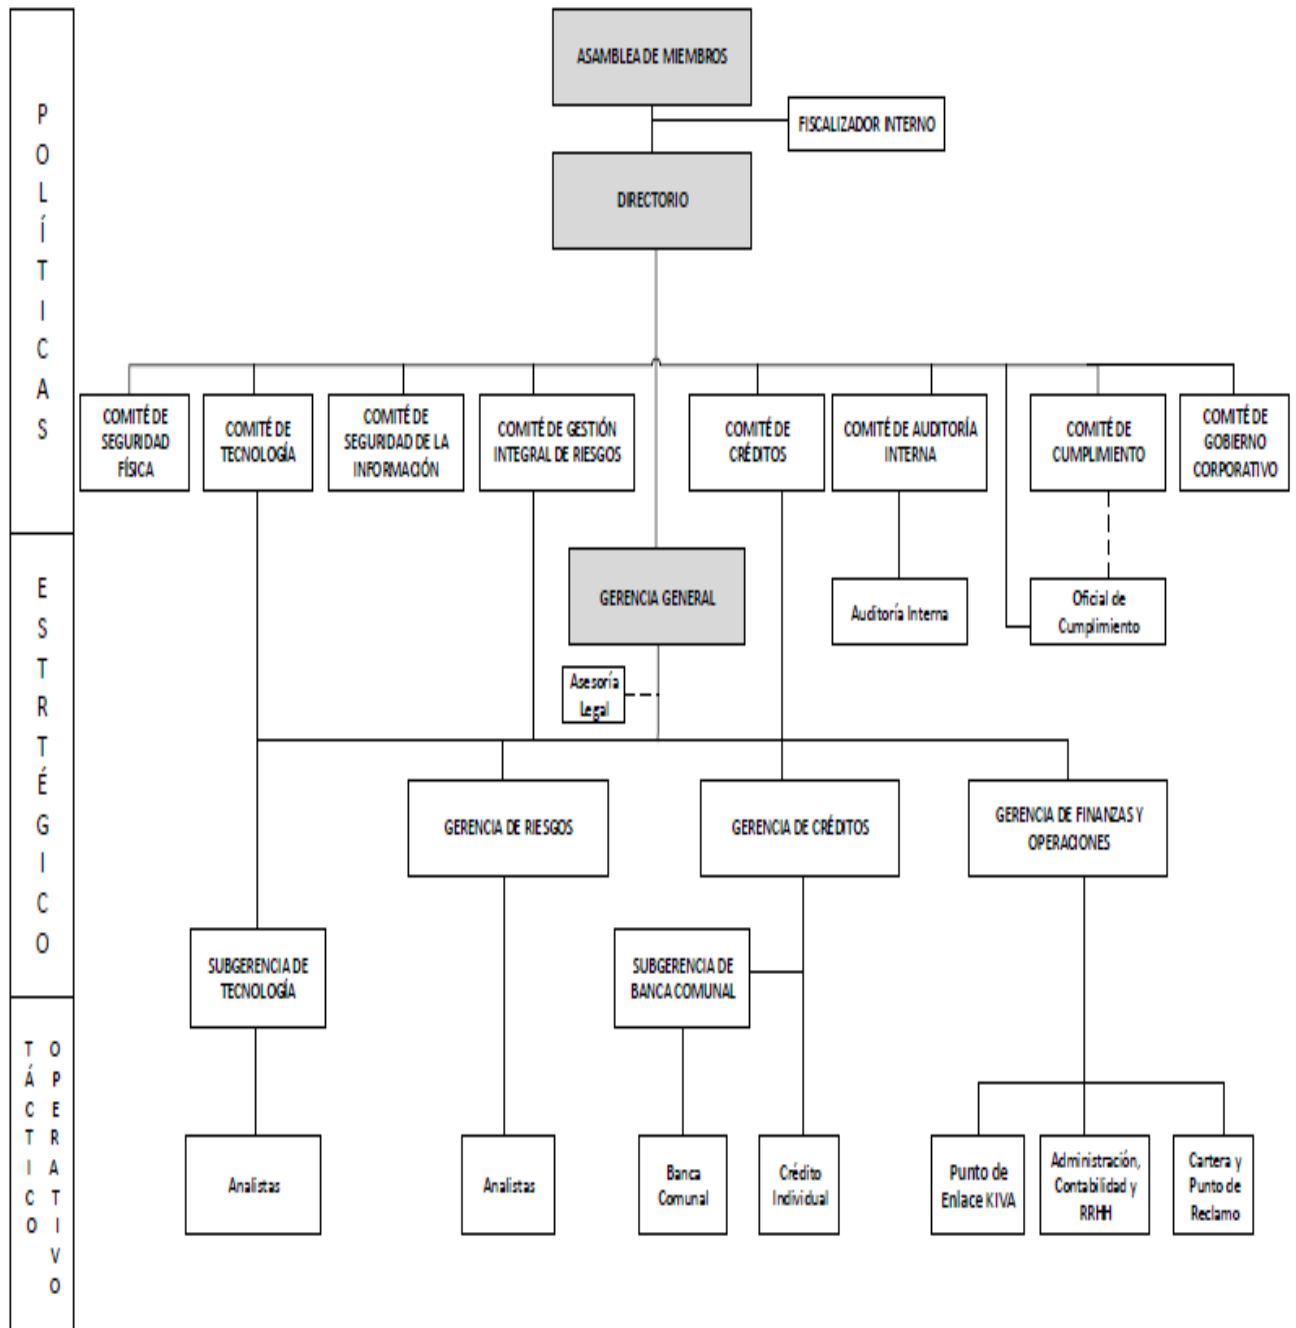 ASAMBLEA DE MIEMBROS
FISCALIZADOR INTERNO
DIRECTORIO
POLÍTICAS
COMITÉ DE
SEGURIDAD
FÍSICA
COMITÉ DE
TECNOLOGÍA
COMITÉ DE
SEGURIDAD DE LA
INFORMACIÓN
COMITÉ DE GESTIÓN
INTEGRAL DE RIESGOS
COMITÉ DE
CRÉDITOS
COMITÉ DE AUDITORÍA
INTERNA
COMITÉ DE
CUMPLIMIENTO
COMITÉ DE
GOBIERNO
CORPORATIVO
ESTRTÉGICO
GERENCIA GENERAL
Auditoría Interna
Oficial de
Cumplimiento
Asesoría
Legal
GERENCIA DE RIESGOS
GERENCIA DE CRÉDITOS
GERENCIA DE FINANZAS Y
OPERACIONES
SUBGERENCIA DE
TECNOLOGÍA
SUBGERENCIA DE
BANCA COMUNAL
TÁCTICO
OPERATIVO
Analistas
Analistas
Banca
Comunal
Crédito
Individual
Punto de
Enlace KIVA
Administración,
Contabilidad y
RRHH
Cartera y
Punto de
Reclamo